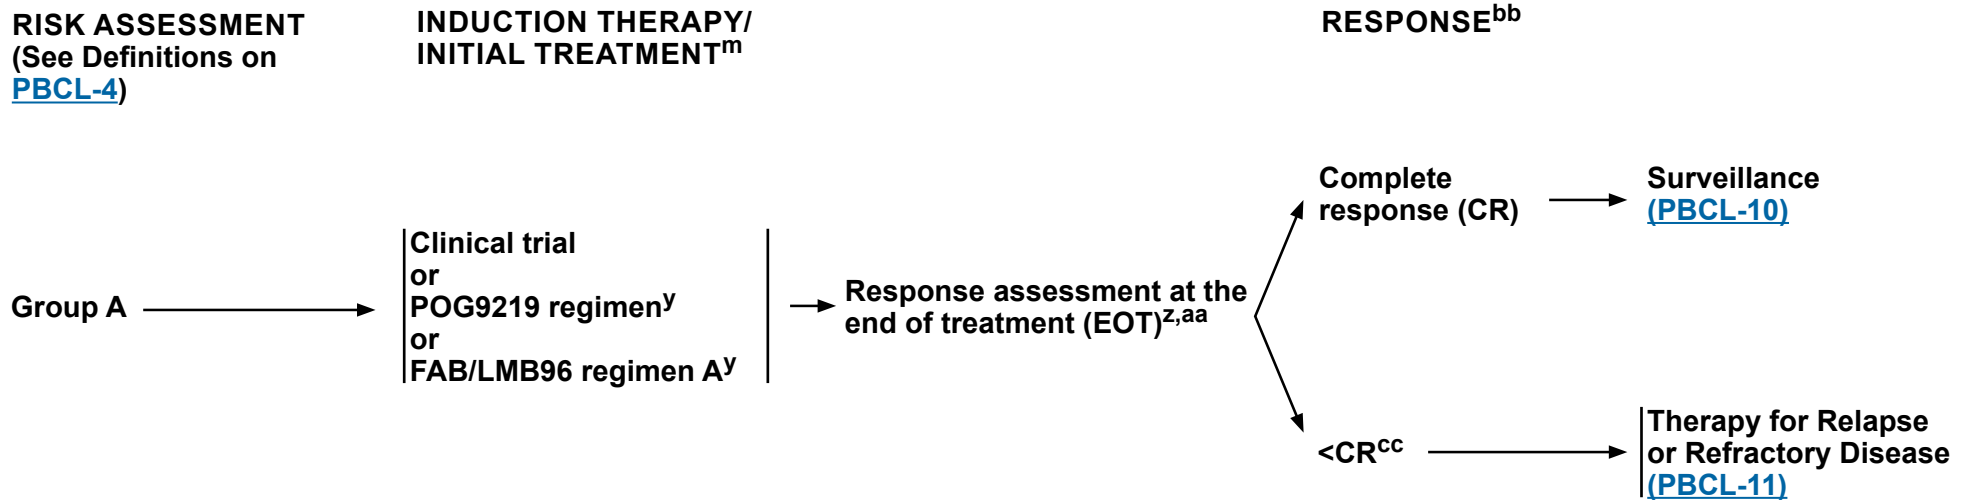 RISK ASSESSMENT
(See Definitions on
PBCL-4)
INDUCTION THERAPY/
INITIAL TREATMENTm
RESPONSEbb
Group A
Clinical trial
or
POG9219 regimeny
or
FAB/LMB96 regimen Ay
Response assessment at the
end of treatment (EOT)z,aa
Complete
response (CR)
Surveillance
(PBCL-10)
<CRcc
Therapy for Relapse
or Refractory Disease
(PBCL-11)